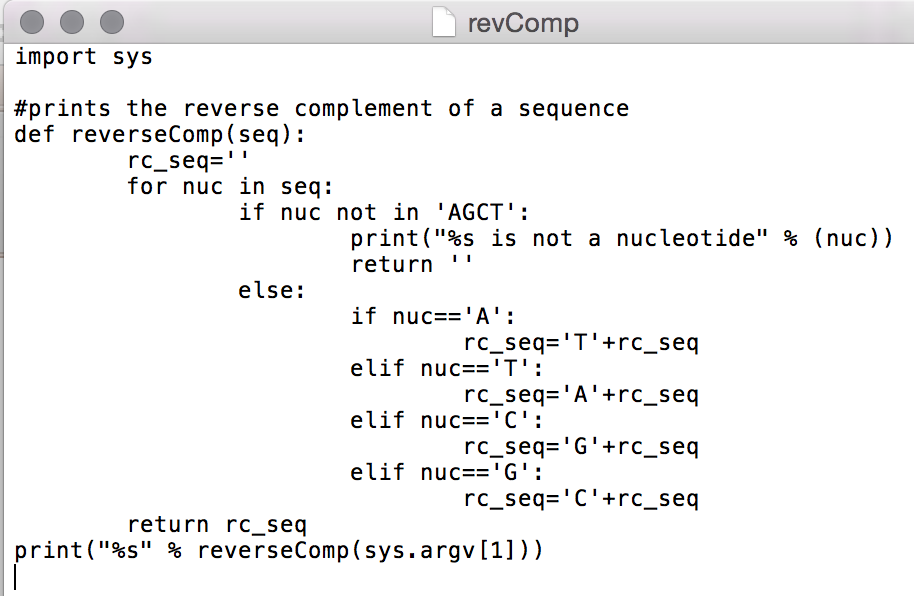 revComp
import sys

#prints the reverse complement of a sequence
def reverseComp(seq):
        rc_seq=''
        for nuc in seq:
                if nuc not in 'AGCT':
                        print("%s is not a nucleotide" % (nuc))
                        return ''
                else:
                        if nuc=='A':
                                rc_seq='T'+rc_seq
                        elif nuc=='T':
                                rc_seq='A'+rc_seq
                        elif nuc=='C':
                                rc_seq='G'+rc_seq
                        elif nuc=='G':
                                rc_seq='C'+rc_seq
        return rc_seq
print("%s" % reverseComp(sys.argv[1]))